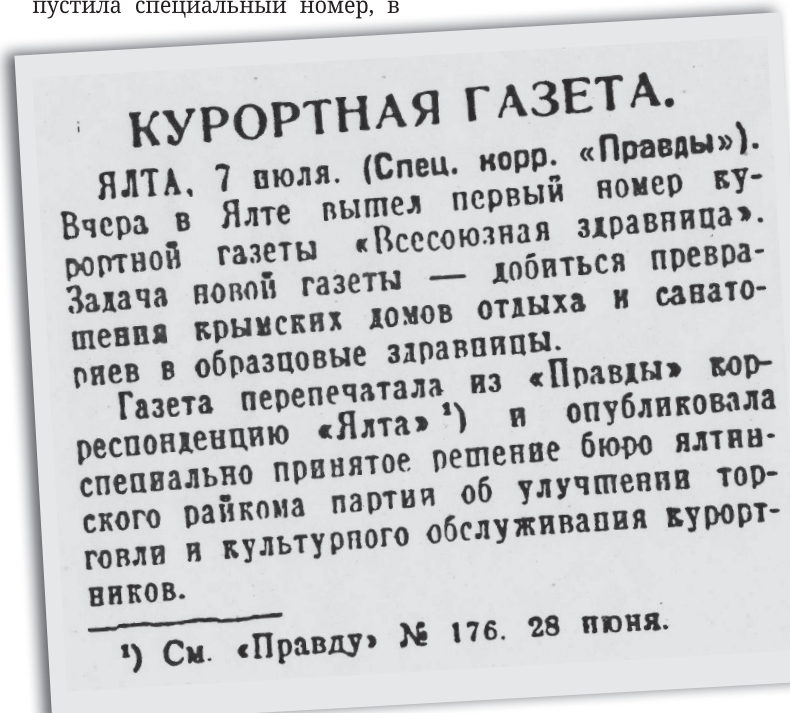 пустила специальный номер, в
КУРОРТНАЯ ГАЗЕТА.
ЯЛТА, 7 июля. (Спец. корр. «Правды»).
Вчера в Ялте вышел первый номер ку-
рортной газеты «Всесоюзная здравница».
Задача новой газеты — добиться превра-
щения крымских домов отдыха и санато-
риев в образцовые здравницы.
Газета перепечатала из «Правды» кор-
респонденцию «Ялта» ¹) и опубликовала
специально принятое решение бюро ялтин-
ского райкома партии об улучшении тор-
говли и культурного обслуживания курорт-
ников.
¹) См. «Правду» № 176. 28 июня.